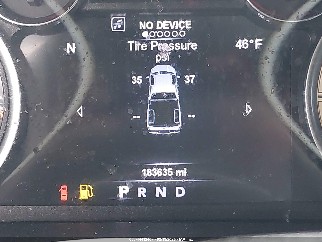 NO DEVICE
N Tire Pressure 46°F
psi
35 37
-- --
183635 mi
P R N D